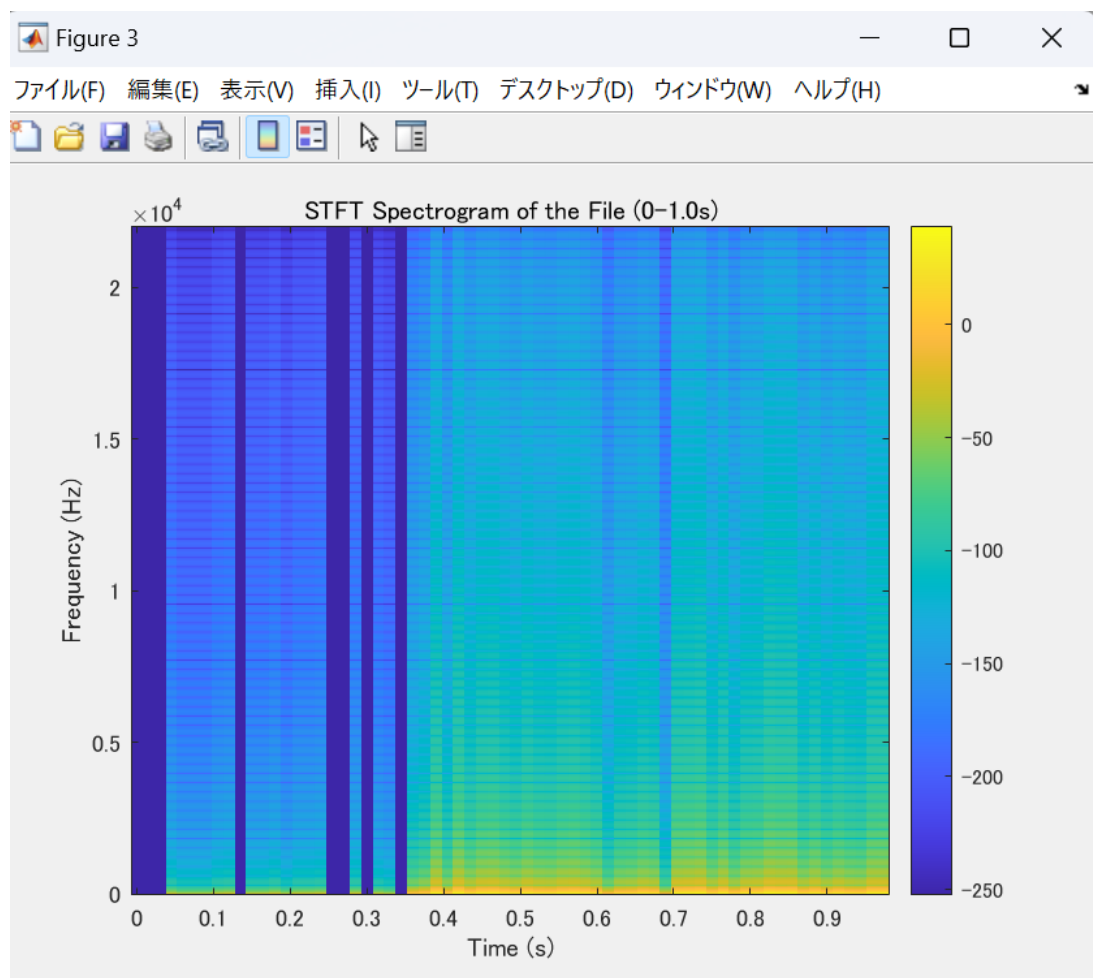 Figure 3
ファイル(F) 編集(E) 表示(V) 挿入(I) ツール(T) デスクトップ(D) ウィンドウ(W) ヘルプ(H)
×10^4
STFT Spectrogram of the File (0-1.0s)
2
1.5
1
0.5
0
Frequency (Hz)
0 0.1 0.2 0.3 0.4 0.5 0.6 0.7 0.8 0.9
Time (s)
0
-50
-100
-150
-200
-250